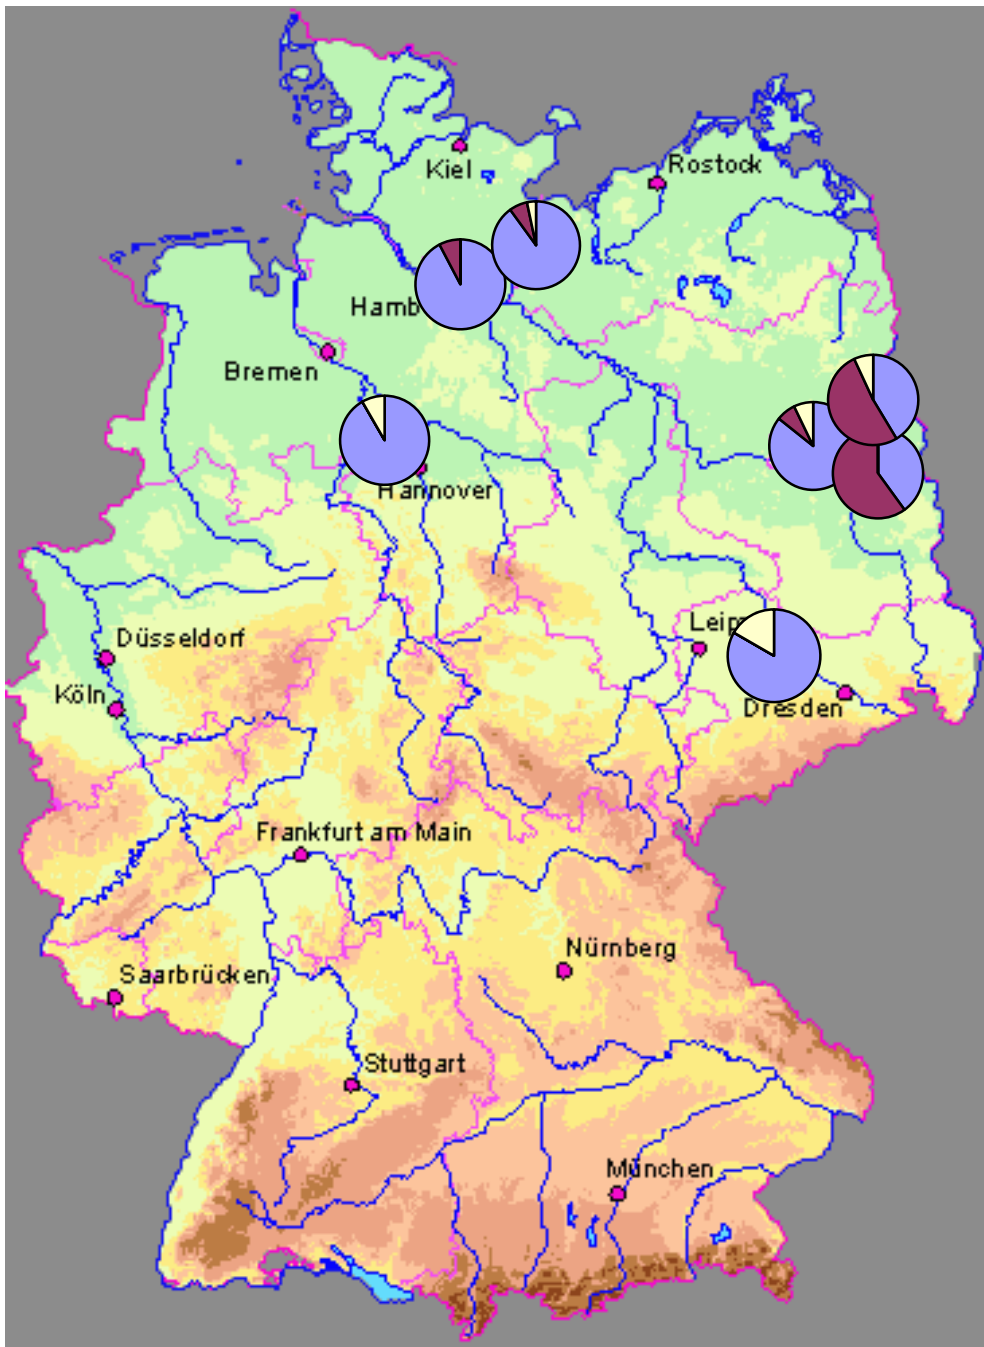 Kiel
Rostock
Hamb
Bremen
Hannover
Düsseldorf
Leip
Köln
Dresden
Frankfurt am Main
Nürnberg
Saarbrücken
Stuttgart
München